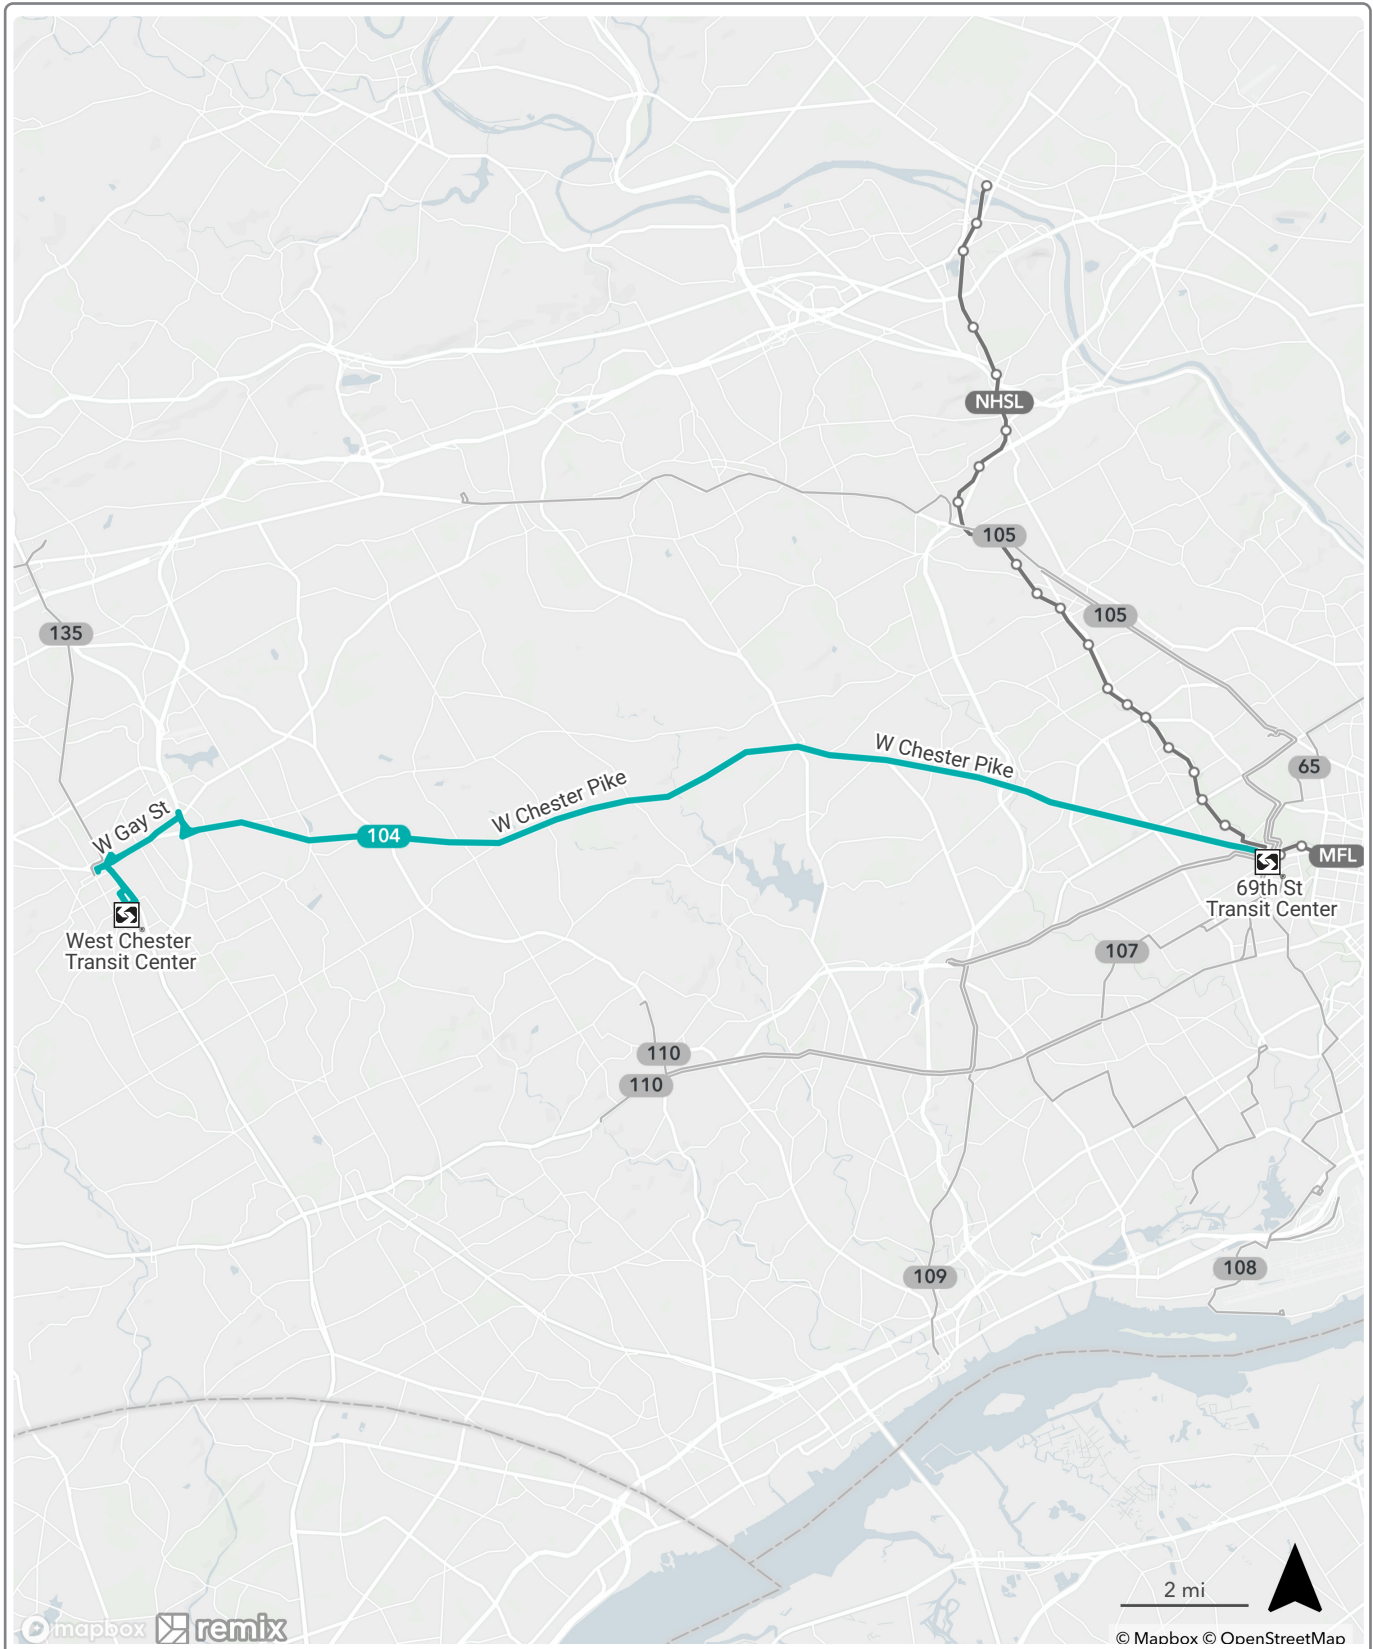 NHSL
105
105
135
65
W Chester Pike
W Chester Pike
W Gay St
104
MFL
69th St
Transit Center
West Chester
Transit Center
107
110
110
109
108
2 mi
mapbox
remix
© Mapbox © OpenStreetMap